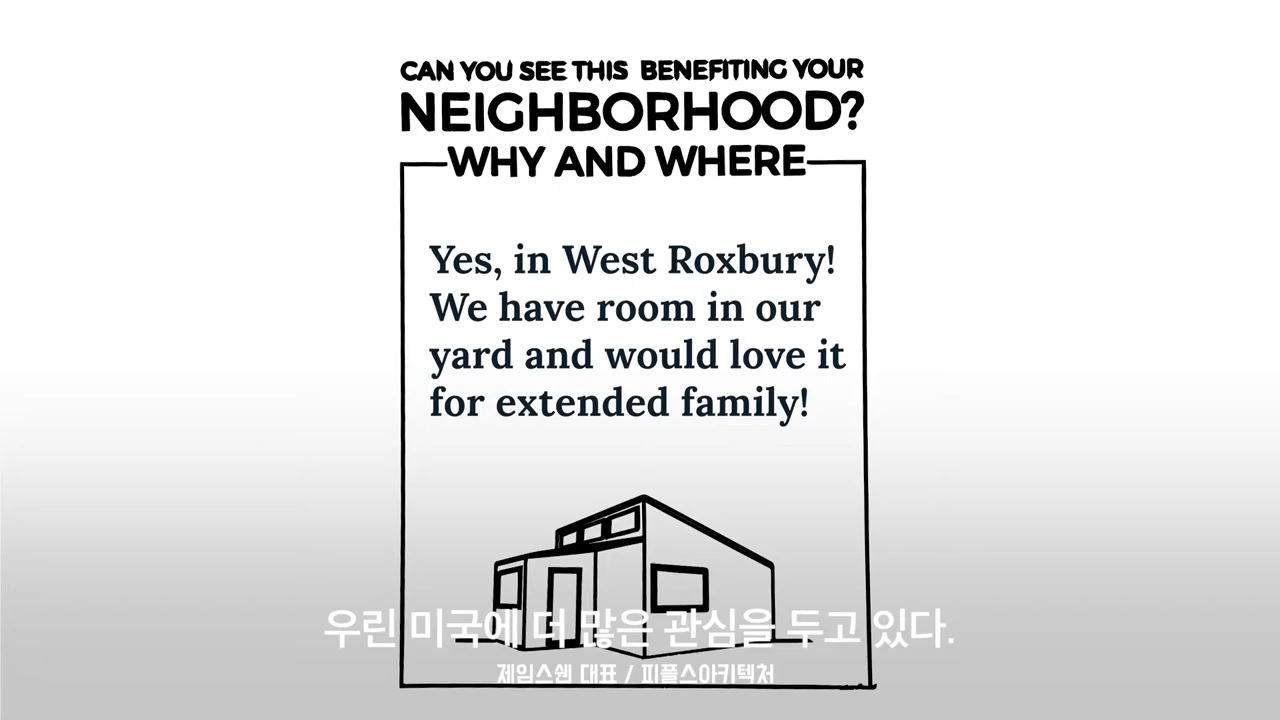 CAN YOU SEE THIS BENEFITING YOUR
NEIGHBORHOOD?
WHY AND WHERE
Yes, in West Roxbury!
We have room in our
yard and would love it
for extended family!
우린 미국에 더 많은 관심을 두고 있다.
제임스쉔 대표 / 피플스아키텍처